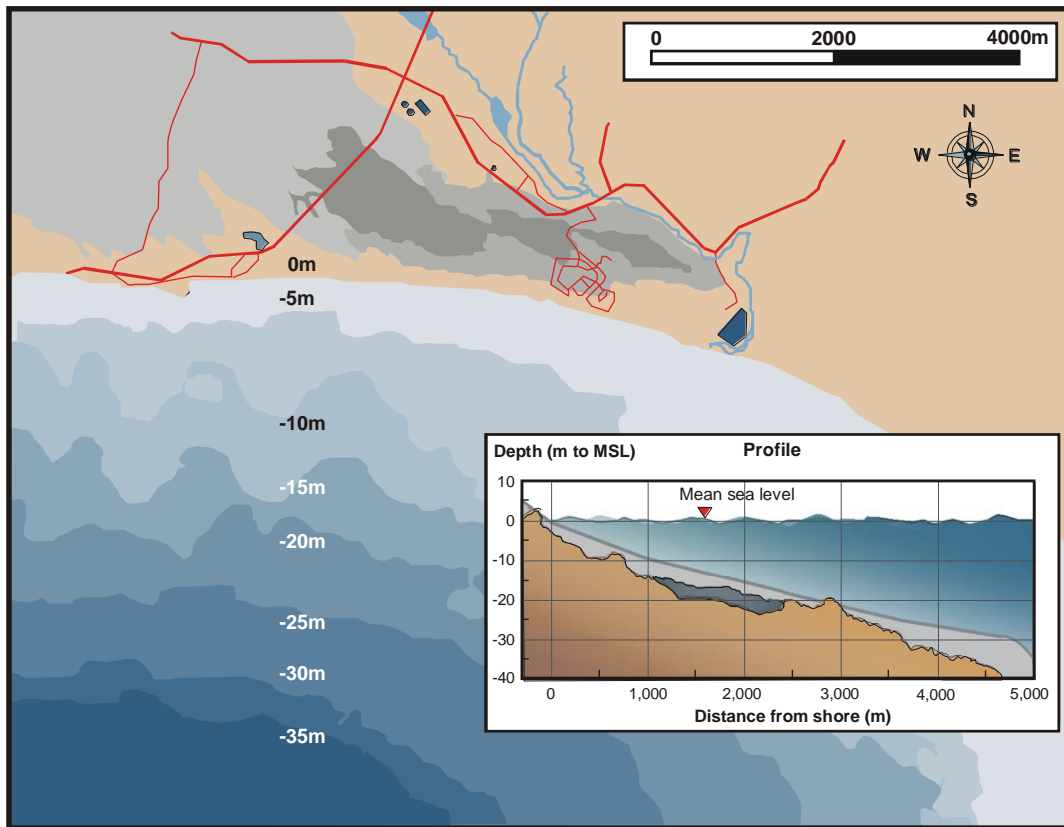 0 2000 4000m
N
W E
S
0m
-5m
-10m
-15m
-20m
-25m
-30m
-35m
Depth (m to MSL) Profile
10
Mean sea level
0
-10
-20
-30
-40
0 1,000 2,000 3,000 4,000 5,000
Distance from shore (m)